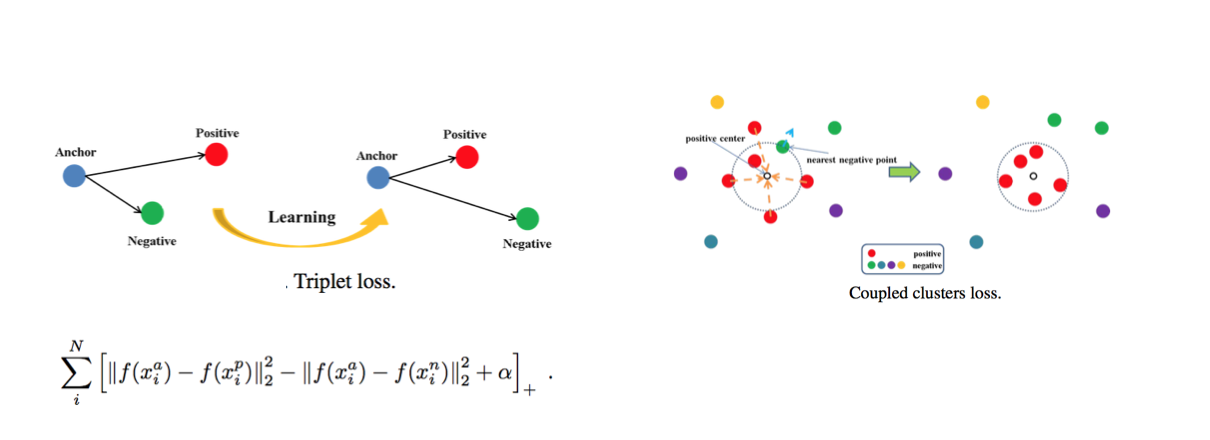 Anchor
Positive
Negative
Learning
Anchor
Positive
Negative
. Triplet loss.
positive center
nearest negative point
positive
negative
Coupled clusters loss.
\sum_{i}^{N} \left[ \|f(x_i^a) - f(x_i^p)\|_2^2 - \|f(x_i^a) - f(x_i^n)\|_2^2 + \alpha \right]_+ .